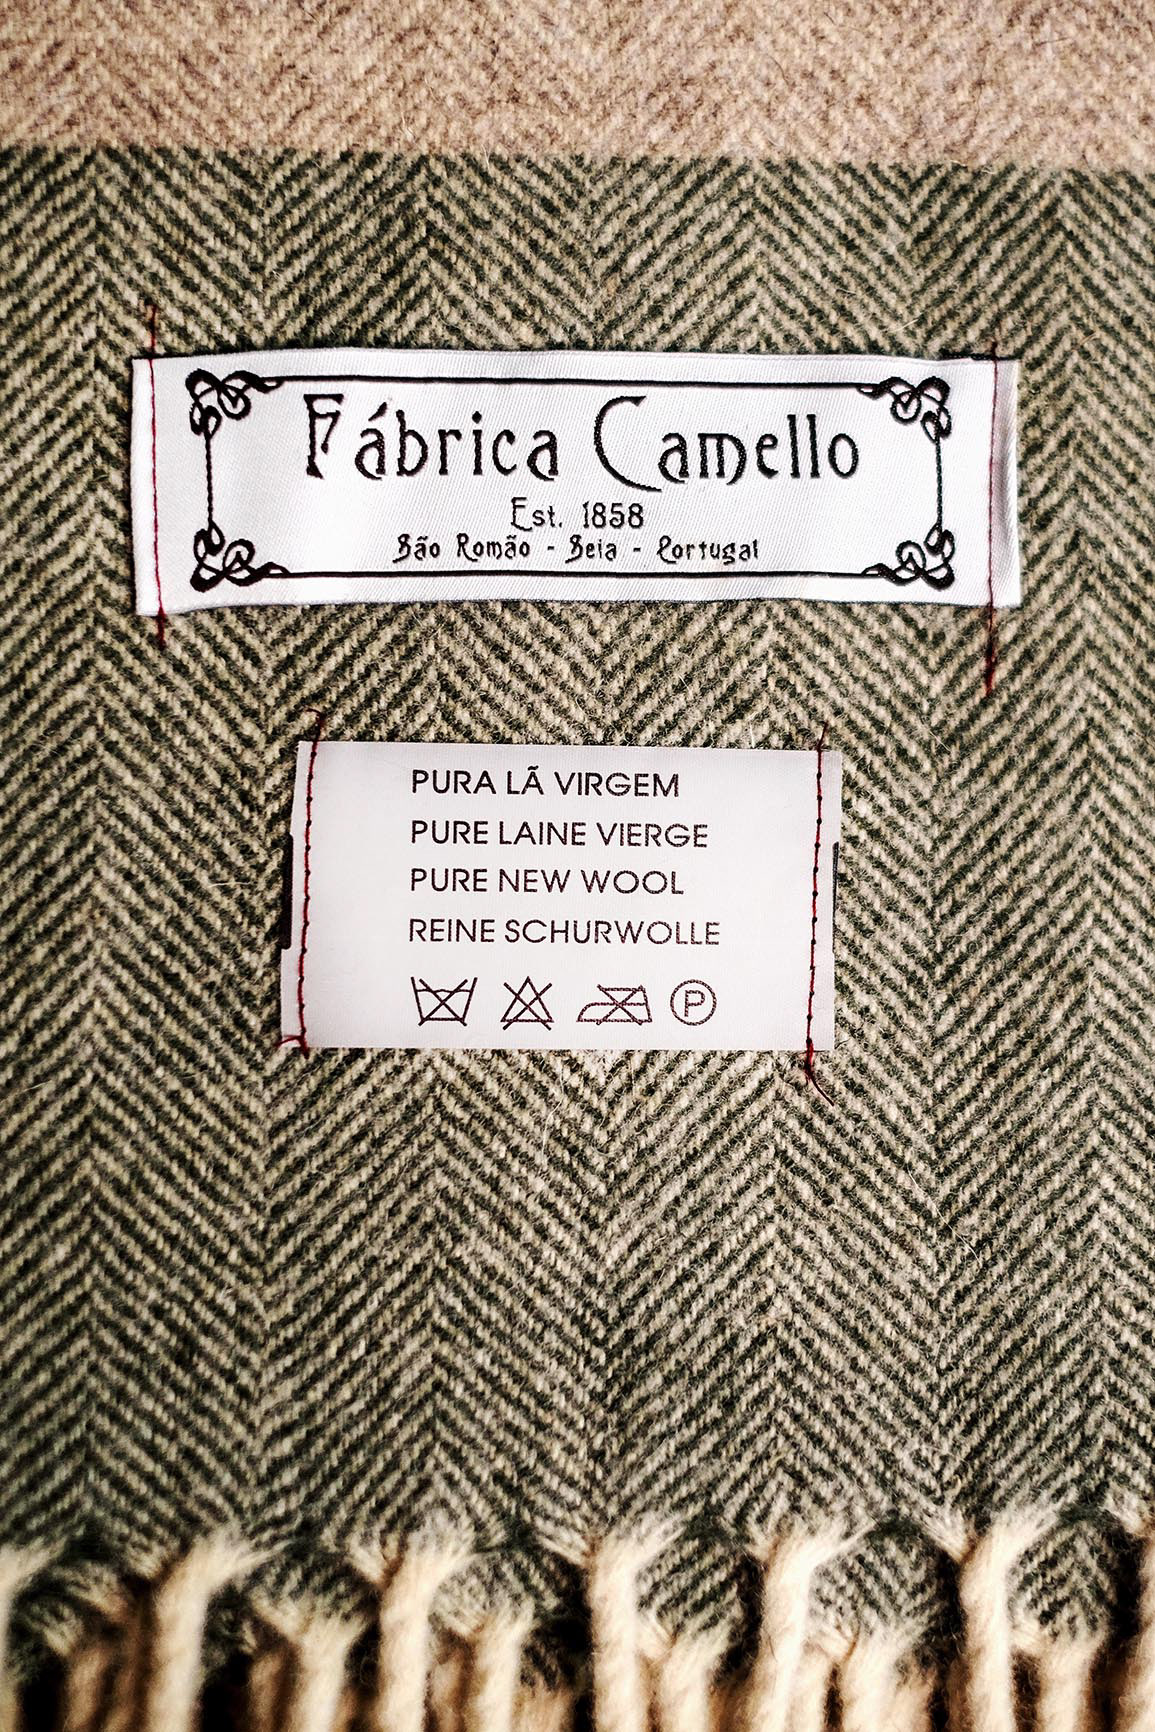 Fábrica Camello
Est. 1858
São Romão - Seia - Portugal
PURA LÃ VIRGEM
PURE LAINE VIERGE
PURE NEW WOOL
REINE SCHURWOLLE
P